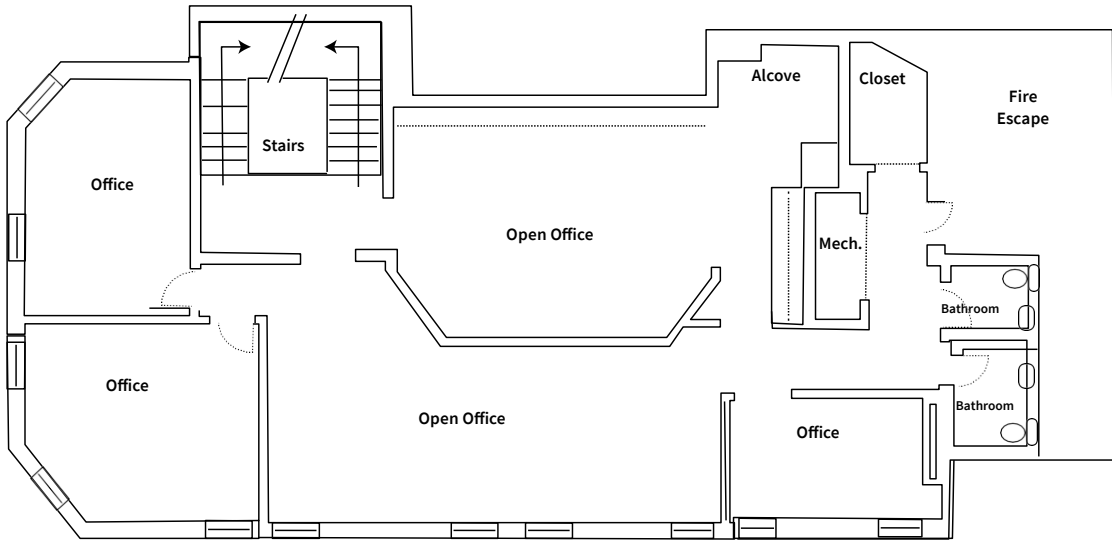 Alcove
Closet
Fire
Escape
Stairs
Office
Open Office
Mech.
Bathroom
Office
Open Office
Office
Bathroom